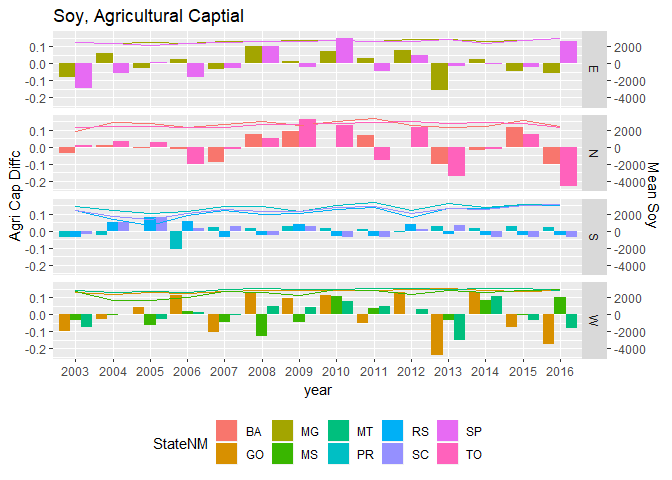 Soy, Agricultural Captial
Agri Cap Diffc
0.1
0.0
-0.1
-0.2
E
2000
0
-2000
-4000
0.1
0.0
-0.1
-0.2
N
2000
0
-2000
-4000
0.1
0.0
-0.1
-0.2
S
2000
0
-2000
-4000
0.1
0.0
-0.1
-0.2
W
2000
0
-2000
-4000
Mean Soy
2003 2004 2005 2006 2007 2008 2009 2010 2011 2012 2013 2014 2015 2016
year
StateNM
BA MG MT RS SP
GO MS PR SC TO